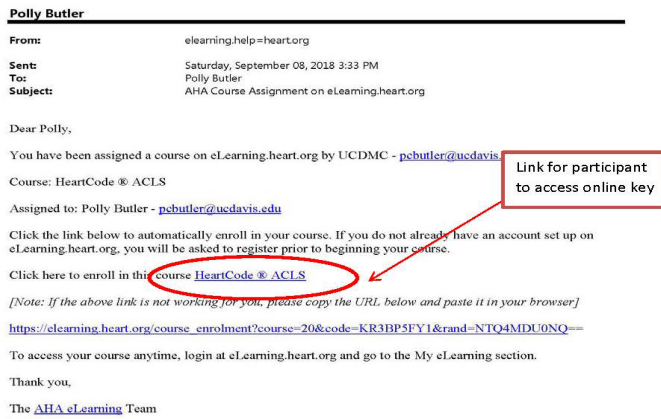 Polly Butler
From: elearning.help=heart.org
Sent: Saturday, September 08, 2018 3:33 PM
To: Polly Butler
Subject: AHA Course Assignment on eLearning.heart.org
Dear Polly,
You have been assigned a course on eLearning.heart.org by UCDMC - pcbutler@ucdavis.
Link for participant
to access online key
Course: HeartCode ® ACLS
Assigned to: Polly Butler - pcbutler@ucdavis.edu
Click the link below to automatically enroll in your course. If you do not already have an account set up on
eLearning.heart.org, you will be asked to register prior to beginning your course.
Click here to enroll in this course HeartCode ® ACLS
[Note: If the above link is not working for you, please copy the URL below and paste it in your browser]
https://elearning.heart.org/course_enrolment?course=20&code=KR3BP5FY1&rand=NTQ4MDU0NQ==
To access your course anytime, login at eLearning.heart.org and go to the My eLearning section.
Thank you,
The AHA eLearning Team